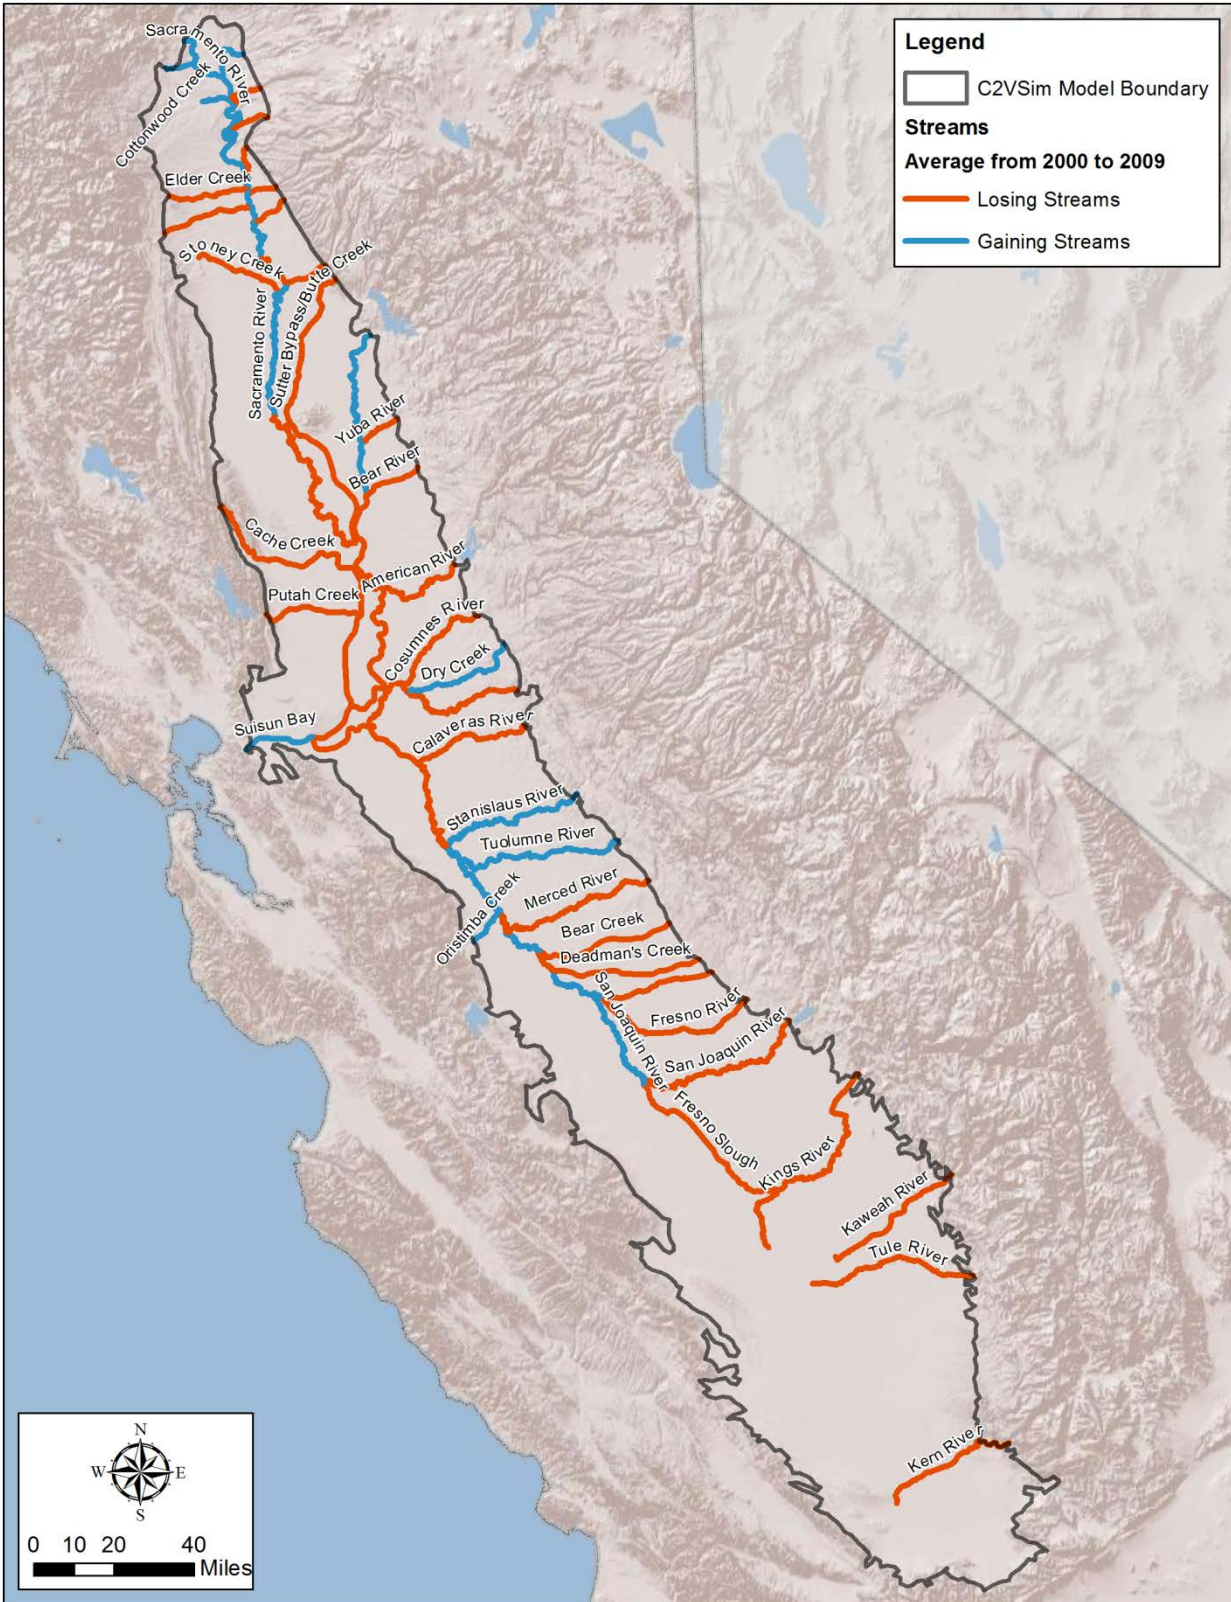 Legend
C2VSim Model Boundary
Streams
Average from 2000 to 2009
Losing Streams
Gaining Streams
Sacramento River
Cottonwood Creek
Elder Creek
Stoney Creek
Sacramento River
Sutter Bypass/Butte Creek
Yuba River
Bear River
Cache Creek
American River
Putah Creek
Cosumnes River
Dry Creek
Suisun Bay
Calaveras River
Stanislaus River
Tuolumne River
Oristimba Creek
Merced River
Bear Creek
Deadman's Creek
San Joaquin River
Fresno River
San Joaquin River
Fresno Slough
Kings River
Kaweah River
Tule River
Kern River
N
W E
S
0 10 20 40
Miles